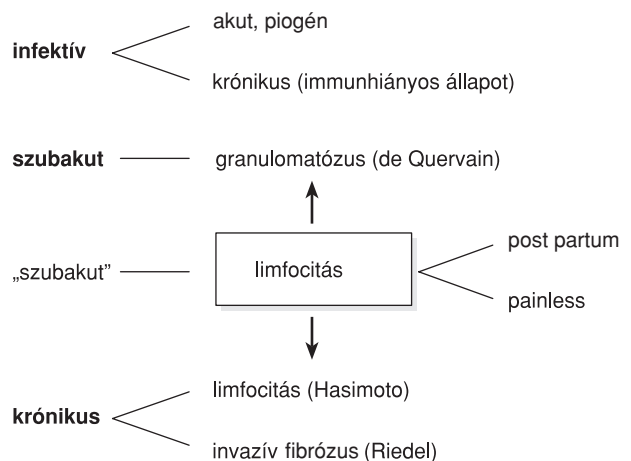 infektív
akut, piogén
krónikus (immunhiányos állapot)
szubakut
granulomatózus (de Quervain)
„szubakut”
limfocitás
post partum
painless
krónikus
limfocitás (Hasimoto)
invazív fibrózus (Riedel)